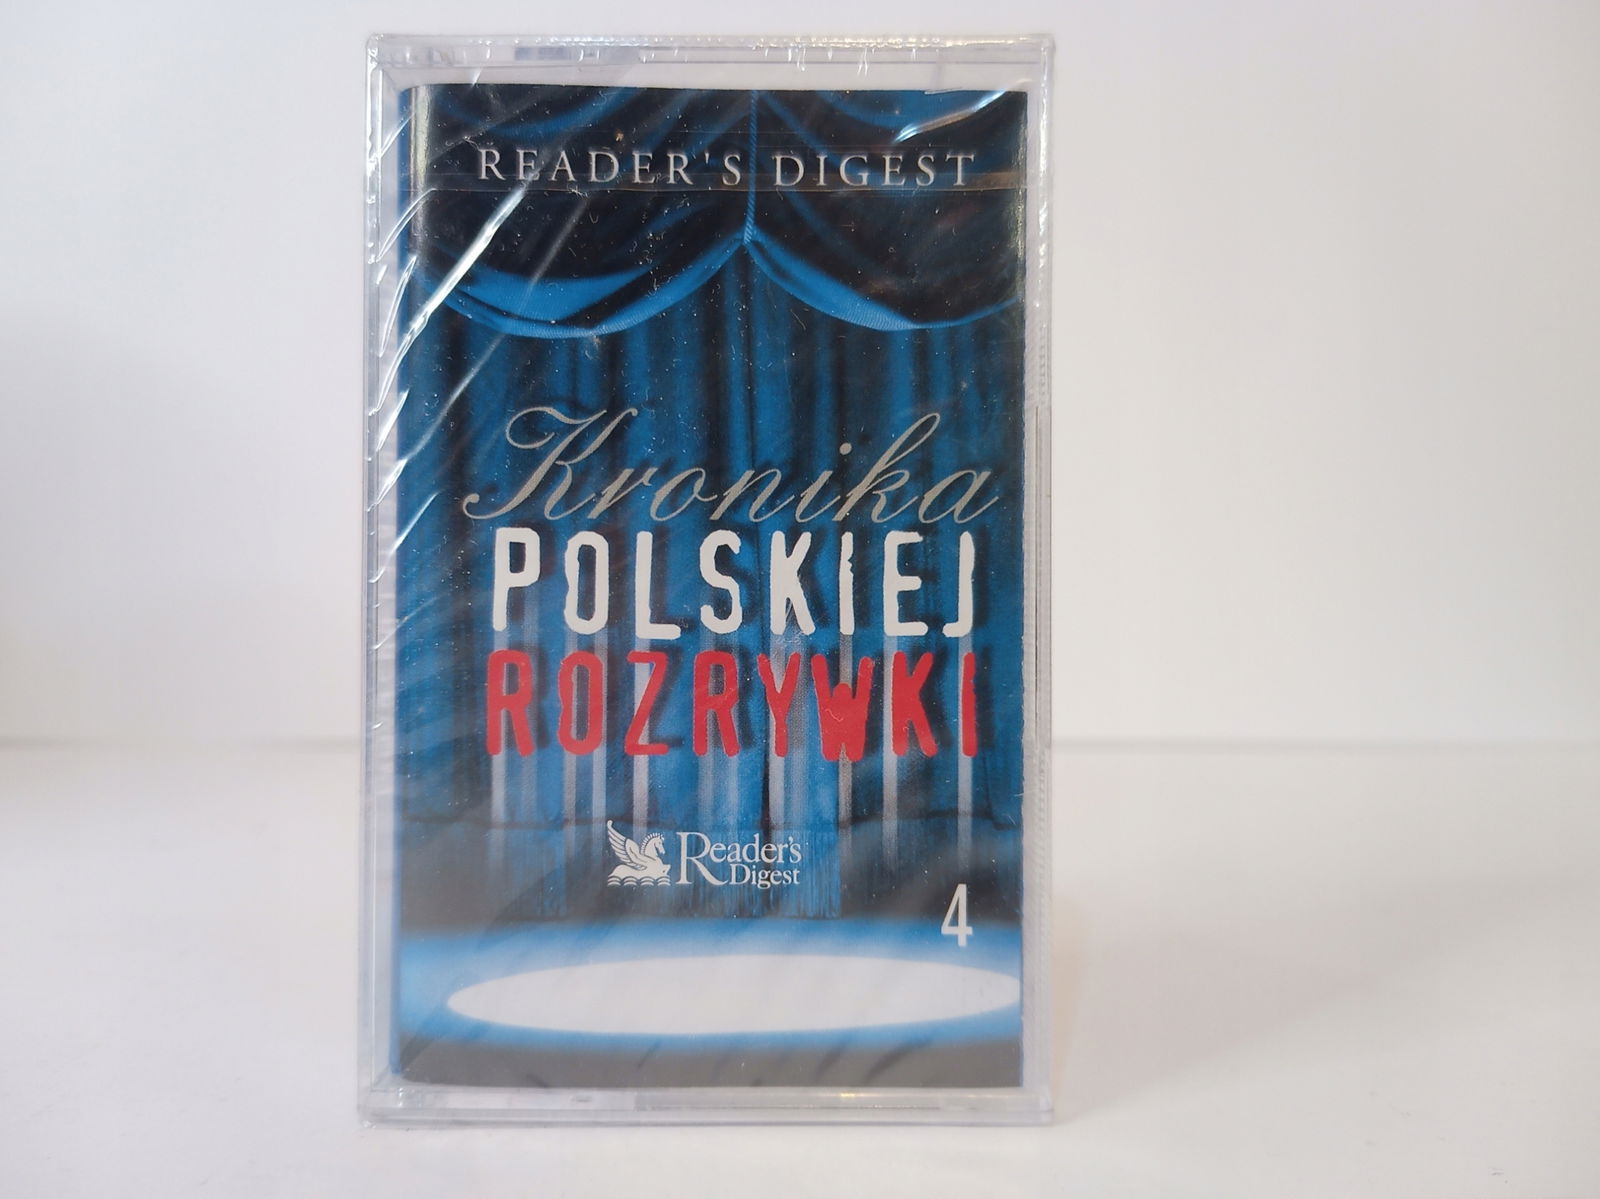 READER'S DIGEST
Kronika
POLSKIEJ
ROZRYWKI
Reader's
Digest
4